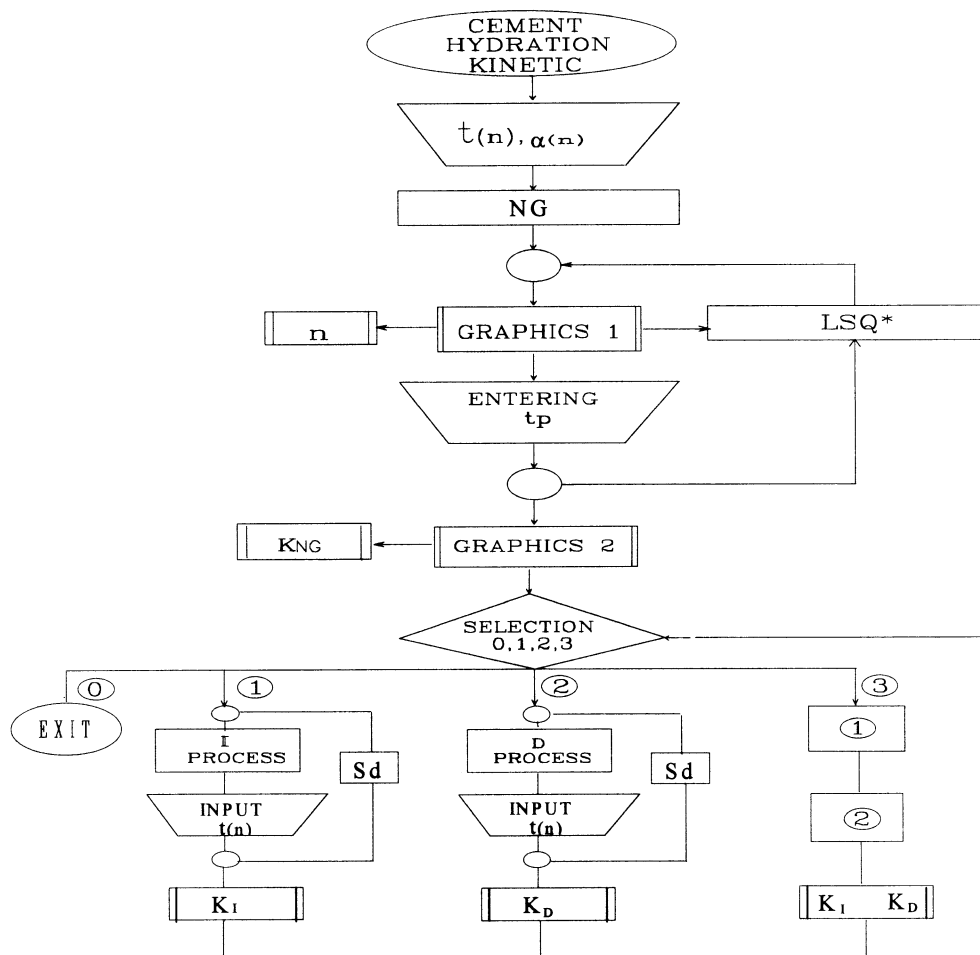 CEMENT
HYDRATION
KINETIC
t(n), α(n)
NG
n
GRAPHICS 1
LSQ*
ENTERING
tp
KNG
GRAPHICS 2
SELECTION
0,1,2,3
0
1
2
3
EXIT
I
PROCESS
Sd
D
PROCESS
Sd
1
INPUT
t(n)
INPUT
t(n)
2
KI
KD
KI KD